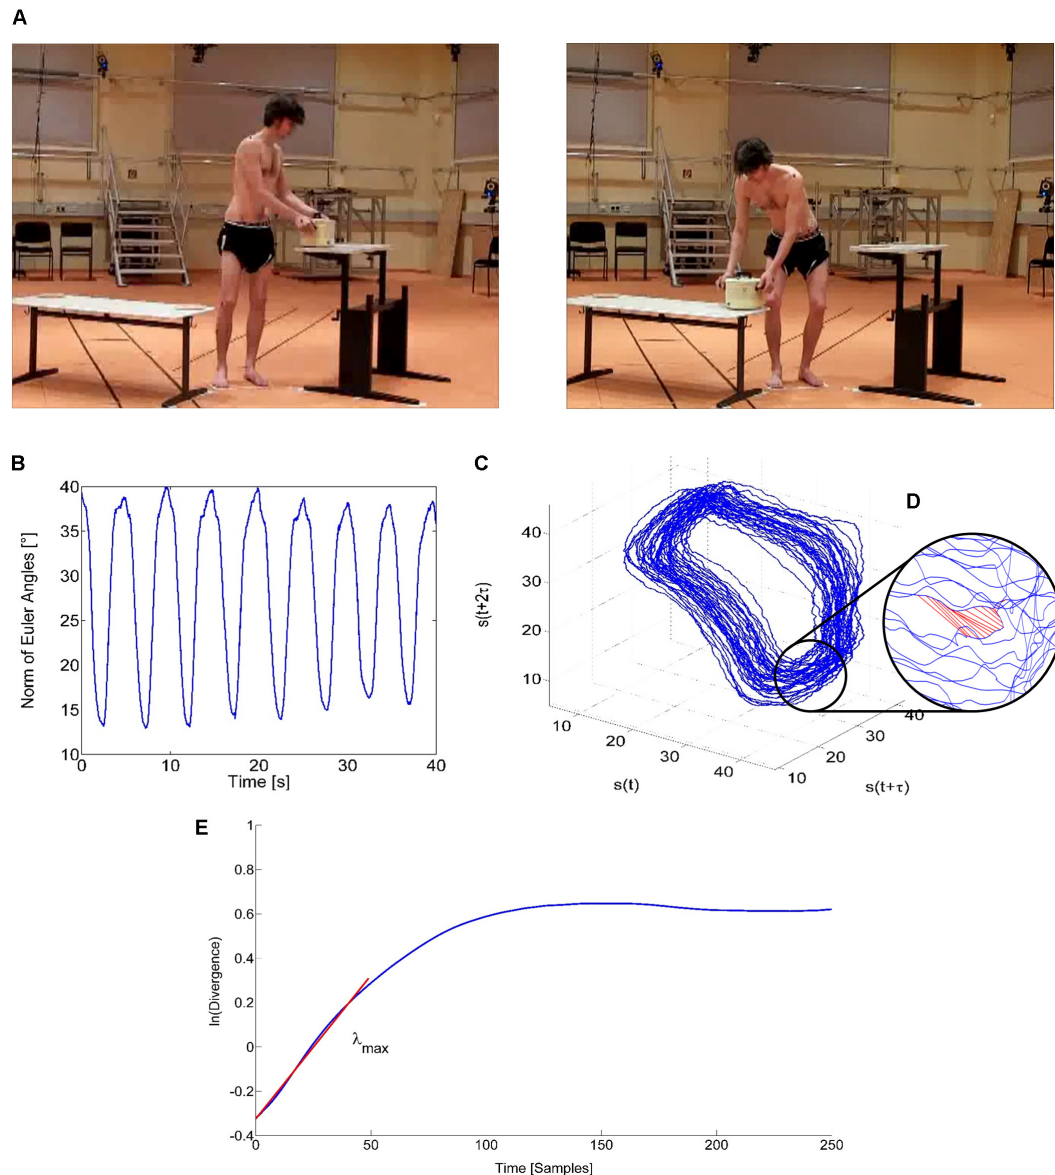 A
B
40
35
30
25
20
15
10
0
10
20
30
40
Norm of Euler Angles [°]
Time [s]
C
40
30
20
10
s(t+2τ)
10
20
30
40
s(t)
10
20
30
40
s(t+τ)
D
E
1
0.8
0.6
0.4
0.2
0
-0.2
-0.4
0
50
100
150
200
250
ln(Divergence)
λmax
Time [Samples]